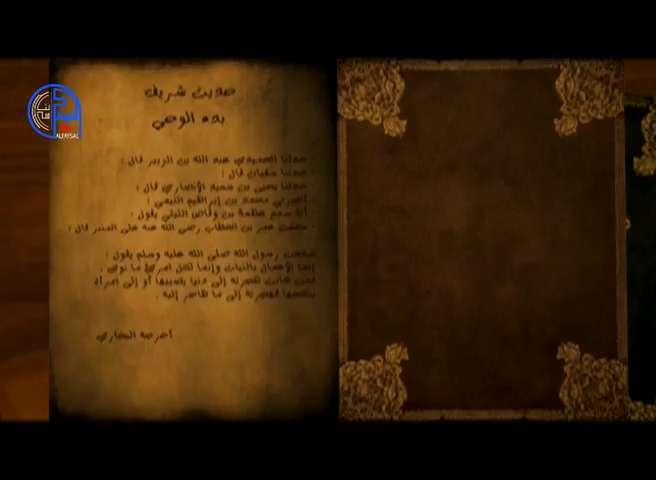 حديث شريف
بدء الوحي
حدثنا الحميدي عبد الله بن الزبير قال :
حدثنا سفيان قال :
حدثنا يحيى بن سعيد الأنصاري قال :
أخبرني محمد بن إبراهيم التيمي :
أنه سمع علقمة بن وقاص الليثي يقول :
سمعت عمر بن الخطاب رضي الله عنه على المنبر قال :
سمعت رسول الله صلى الله عليه وسلم يقول :
إنما الأعمال بالنيات وإنما لكل امرئ ما نوى .
فمن كانت هجرته إلى دنيا يصيبها أو إلى امرأة
ينكحها فهجرته إلى ما هاجر إليه .
أخرجه البخاري
ALFAYSAL